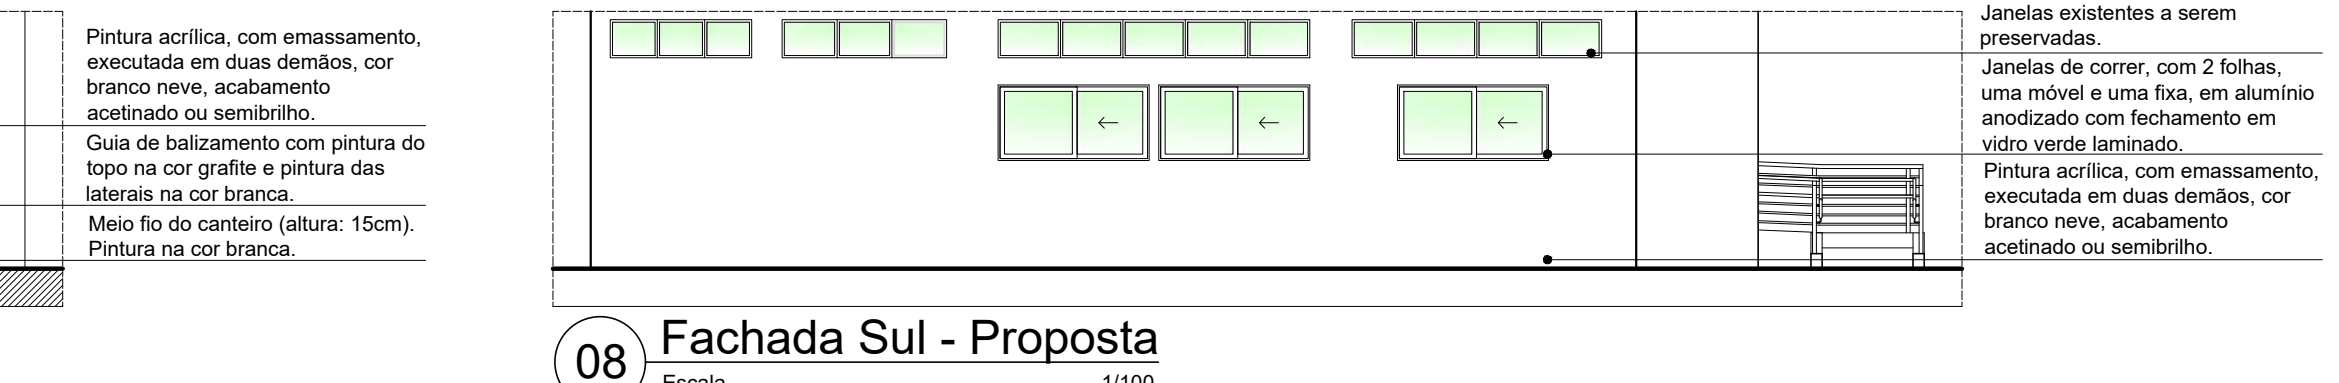 Pintura acrílica, com emassamento,
executada em duas demãos, cor
branco neve, acabamento
acetinado ou semibrilho.
Guia de balizamento com pintura do
topo na cor grafite e pintura das
laterais na cor branca.
Meio fio do canteiro (altura: 15cm).
Pintura na cor branca.
Janelas existentes a serem
preservadas.
Janelas de correr, com 2 folhas,
uma móvel e uma fixa, em alumínio
anodizado com fechamento em
vidro verde laminado.
Pintura acrílica, com emassamento,
executada em duas demãos, cor
branco neve, acabamento
acetinado ou semibrilho.
08 Fachada Sul - Proposta
Escala 1/100